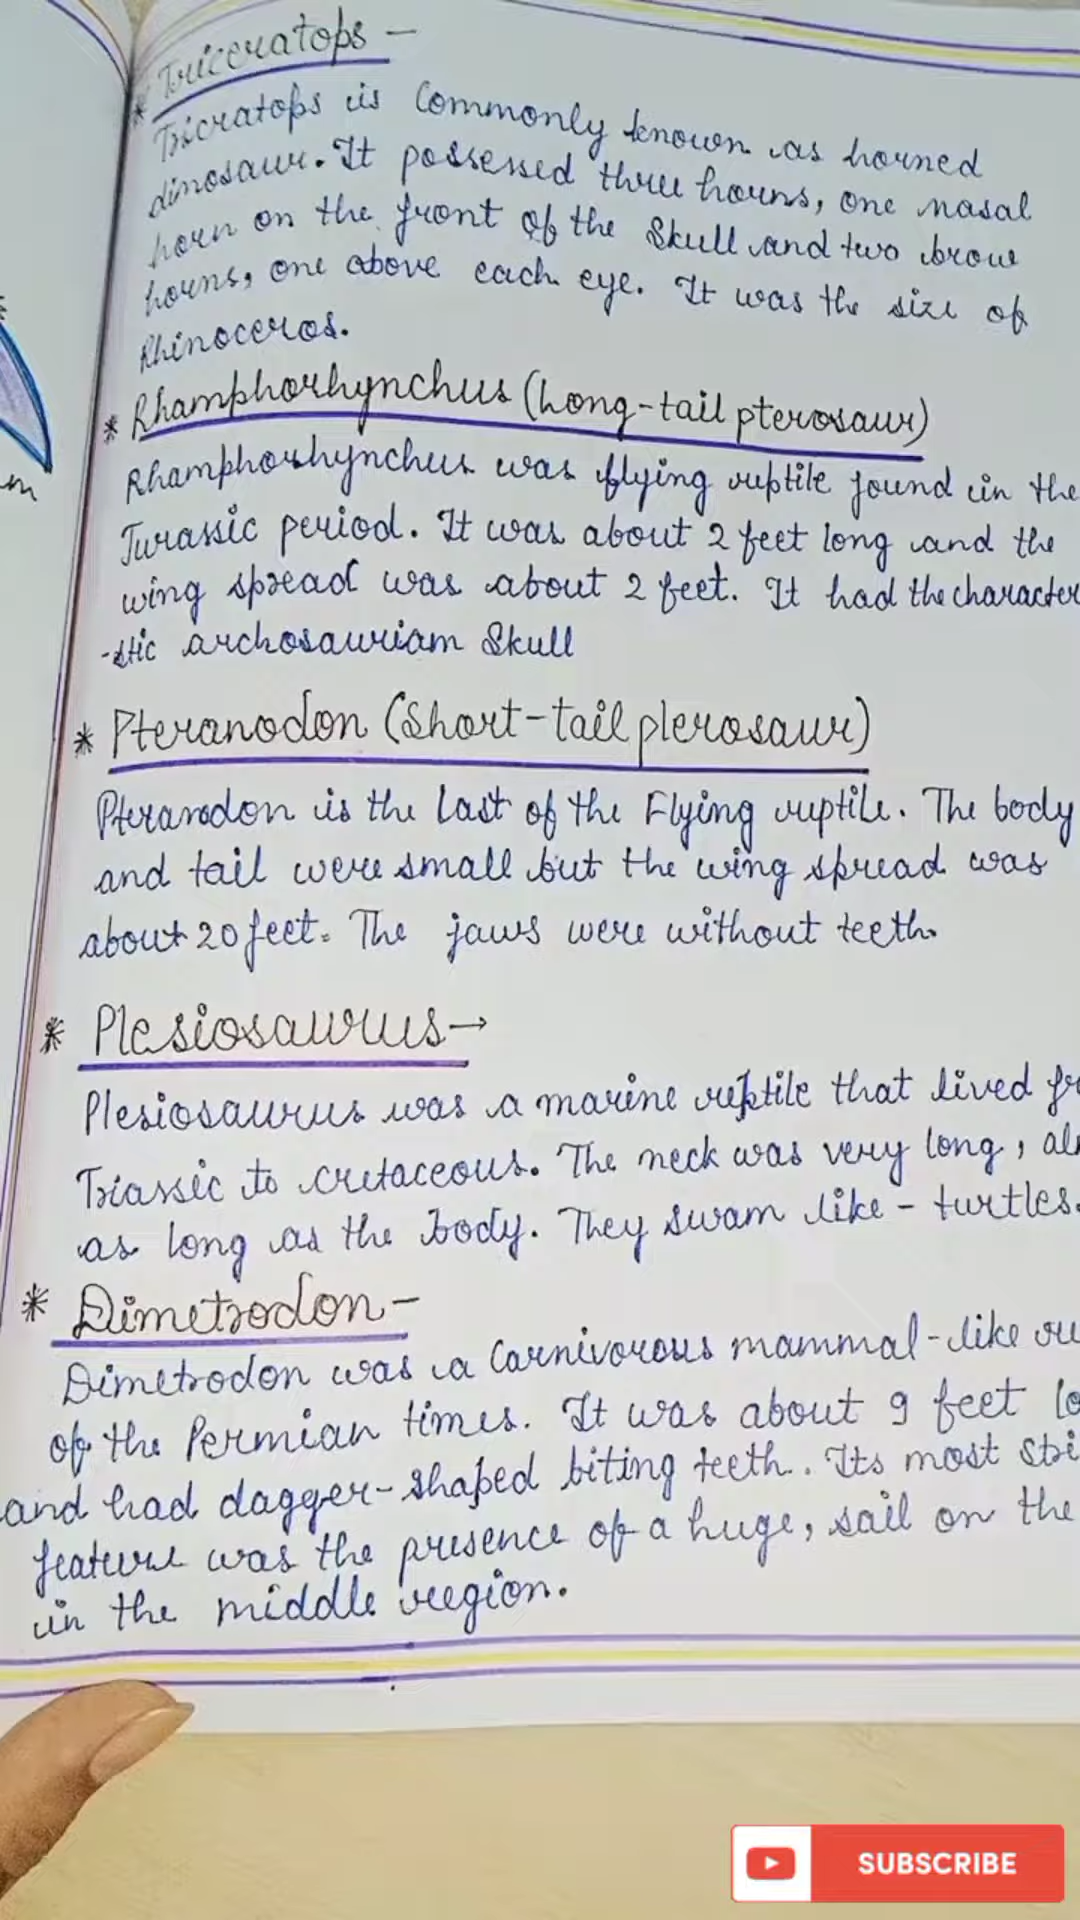 * Triceratops -
Tricratops is Commonly known as horned
dinosaur. It possessed three horns, one nasal
horn on the front of the Skull and two brow
horns, one above each eye. It was the size of
Rhinoceros.
* Rhamphorhynchus (Long-tail pterosaur)
Rhamphorhynchus was flying reptile found in the
Jurassic period. It was about 2 feet long and the
wing spread was about 2 feet. It had the character
-stic archosauriam Skull
* Pteranodon (Short-tail plerosaur)
Pteranodon is the Last of the Flying reptile. The body
and tail were small but the wing spread was
about 20 feet. The jaws were without teeth.
* Plesiosaurus→
Plesiosaurus was a marine reptile that lived fr
Triassic to cretaceous. The neck was very long, al
as long as the body. They swam like - turtles.
* Dimetrodon -
Dimetrodon was a Carnivorous mammal-like re
of the Permian times. It was about 9 feet lo
and had dagger-shaped biting teeth. Its most stri
feature was the presence of a huge, sail on the
in the middle region.
SUBSCRIBE